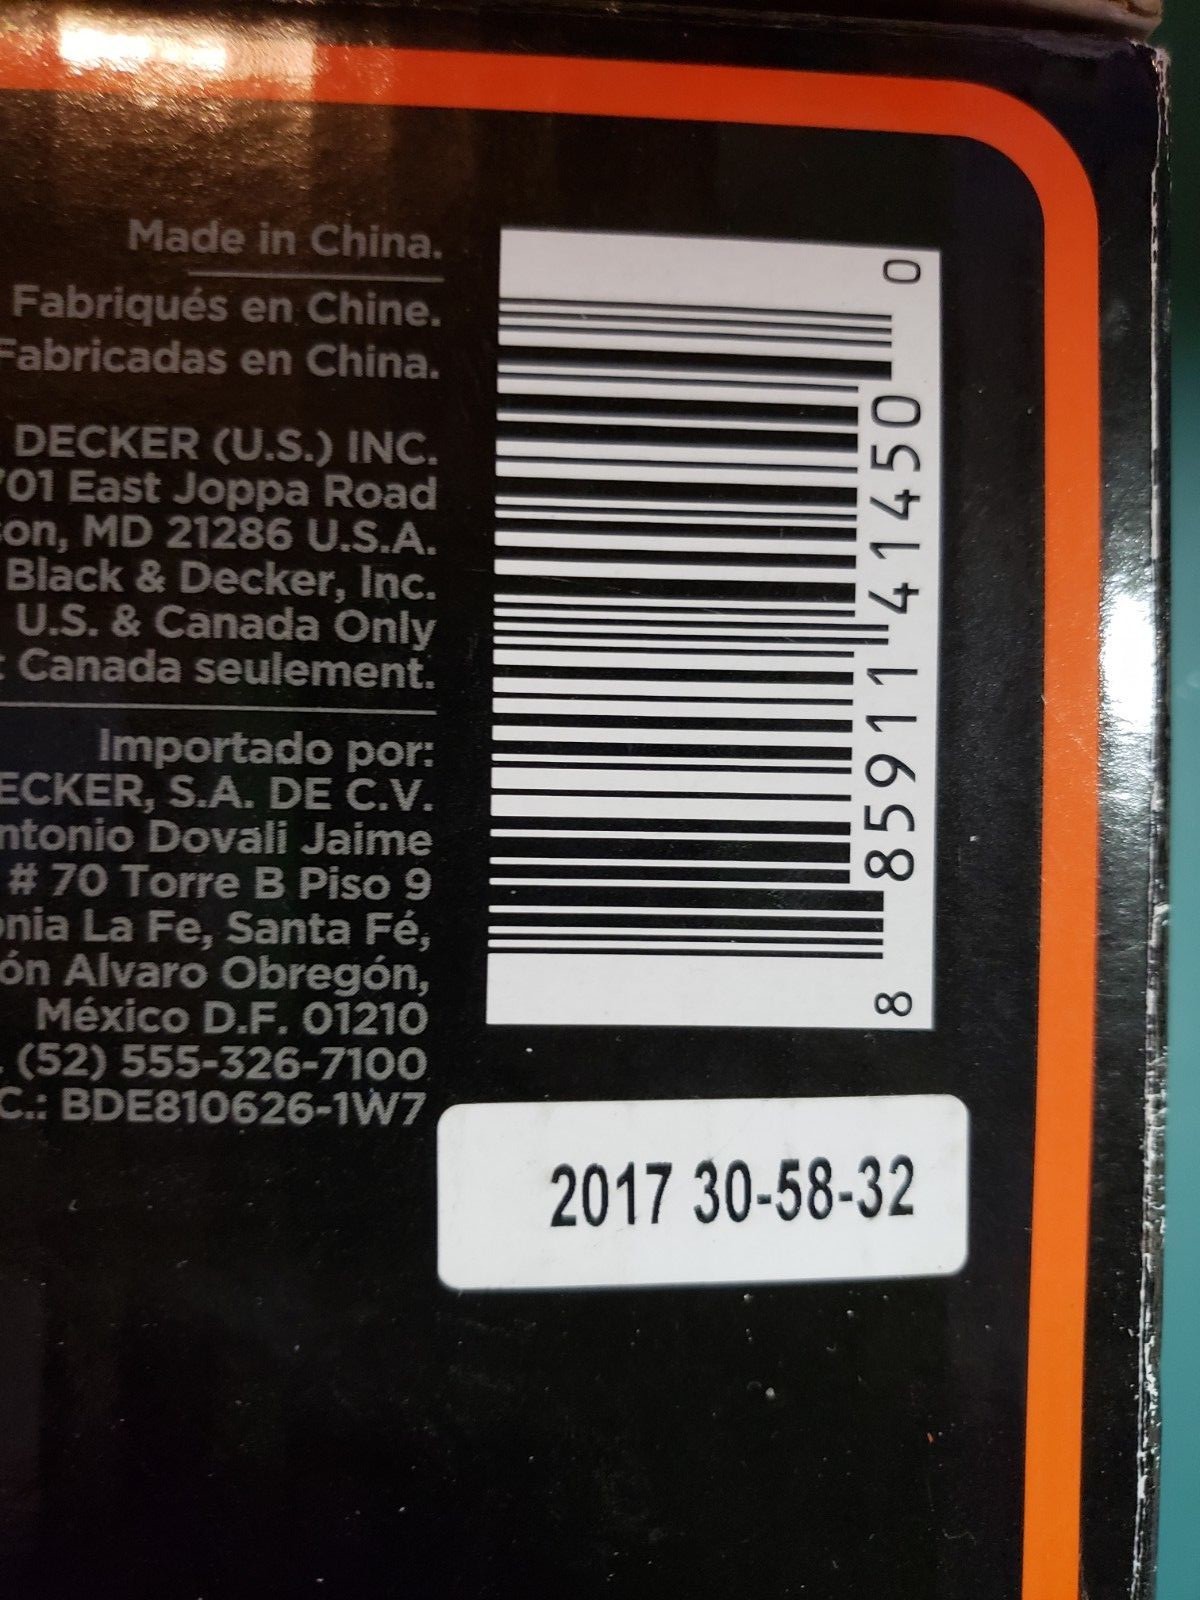 Made in China.
Fabriqués en Chine.
Fabricadas en China.
DECKER (U.S.) INC.
701 East Joppa Road
son, MD 21286 U.S.A.
Black & Decker, Inc.
U.S. & Canada Only
t Canada seulement.
Importado por:
ECKER, S.A. DE C.V.
ntonio Dovali Jaime
# 70 Torre B Piso 9
onia La Fe, Santa Fé,
ón Alvaro Obregón,
México D.F. 01210
. (52) 555-326-7100
C.: BDE810626-1W7
8 85911 41450 0
2017 30-58-32